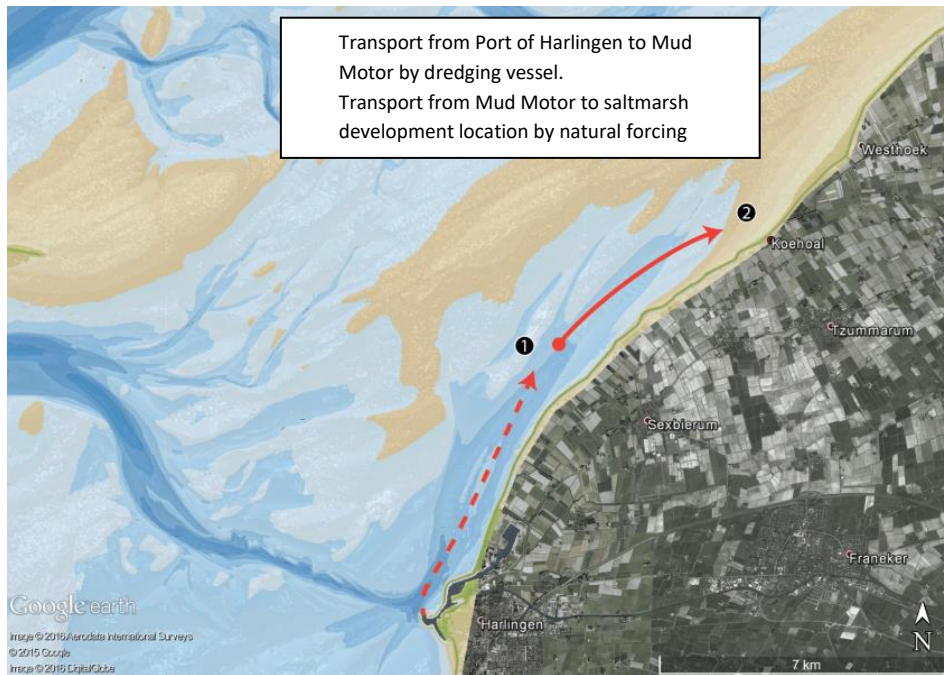 Transport from Port of Harlingen to Mud
Motor by dredging vessel.
Transport from Mud Motor to saltmarsh
development location by natural forcing
Westhoek
2
Koehoal
Tzummarum
1
Sexbierum
Franeker
Google earth
Harlingen
Image © 2016 Aerodata International Surveys
© 2015 Google
Image © 2016 DigitalGlobe
N
7 km